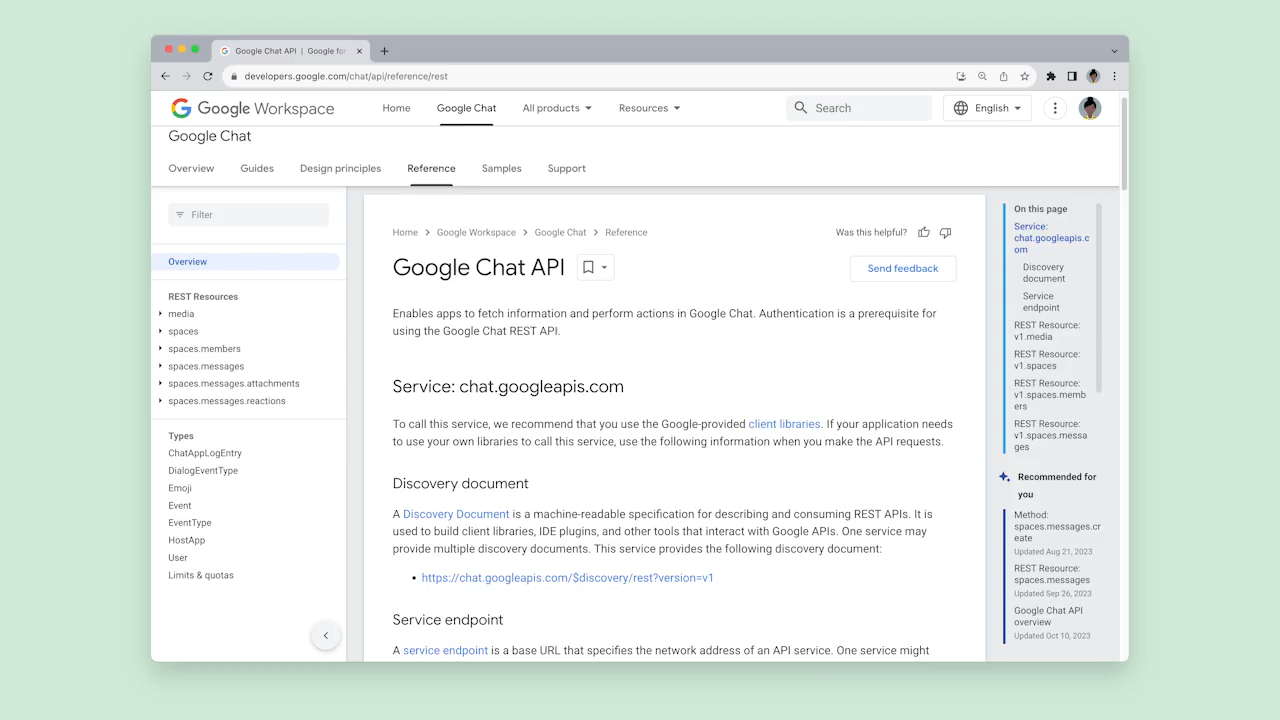 Google Chat API | Google for
developers.google.com/chat/api/reference/rest
Google Workspace
Home
Google Chat
All products
Resources
Search
English
Google Chat
Overview
Guides
Design principles
Reference
Samples
Support
Filter
Overview
REST Resources
media
spaces
spaces.members
spaces.messages
spaces.messages.attachments
spaces.messages.reactions
Types
ChatAppLogEntry
DialogEventType
Emoji
Event
EventType
HostApp
User
Limits & quotas
Home > Google Workspace > Google Chat > Reference
Was this helpful?
Google Chat API
Send feedback
Enables apps to fetch information and perform actions in Google Chat. Authentication is a prerequisite for
using the Google Chat REST API.
Service: chat.googleapis.com
To call this service, we recommend that you use the Google-provided client libraries. If your application needs
to use your own libraries to call this service, use the following information when you make the API requests.
Discovery document
A Discovery Document is a machine-readable specification for describing and consuming REST APIs. It is
used to build client libraries, IDE plugins, and other tools that interact with Google APIs. One service may
provide multiple discovery documents. This service provides the following discovery document:
• https://chat.googleapis.com/$discovery/rest?version=v1
Service endpoint
A service endpoint is a base URL that specifies the network address of an API service. One service might
On this page
Service:
chat.googleapis.c
om
Discovery
document
Service
endpoint
REST Resource:
v1.media
REST Resource:
v1.spaces
REST Resource:
v1.spaces.memb
ers
REST Resource:
v1.spaces.messa
ges
Recommended for
you
Method:
spaces.messages.cr
eate
Updated Aug 21, 2023
REST Resource:
spaces.messages
Updated Sep 26, 2023
Google Chat API
overview
Updated Oct 10, 2023